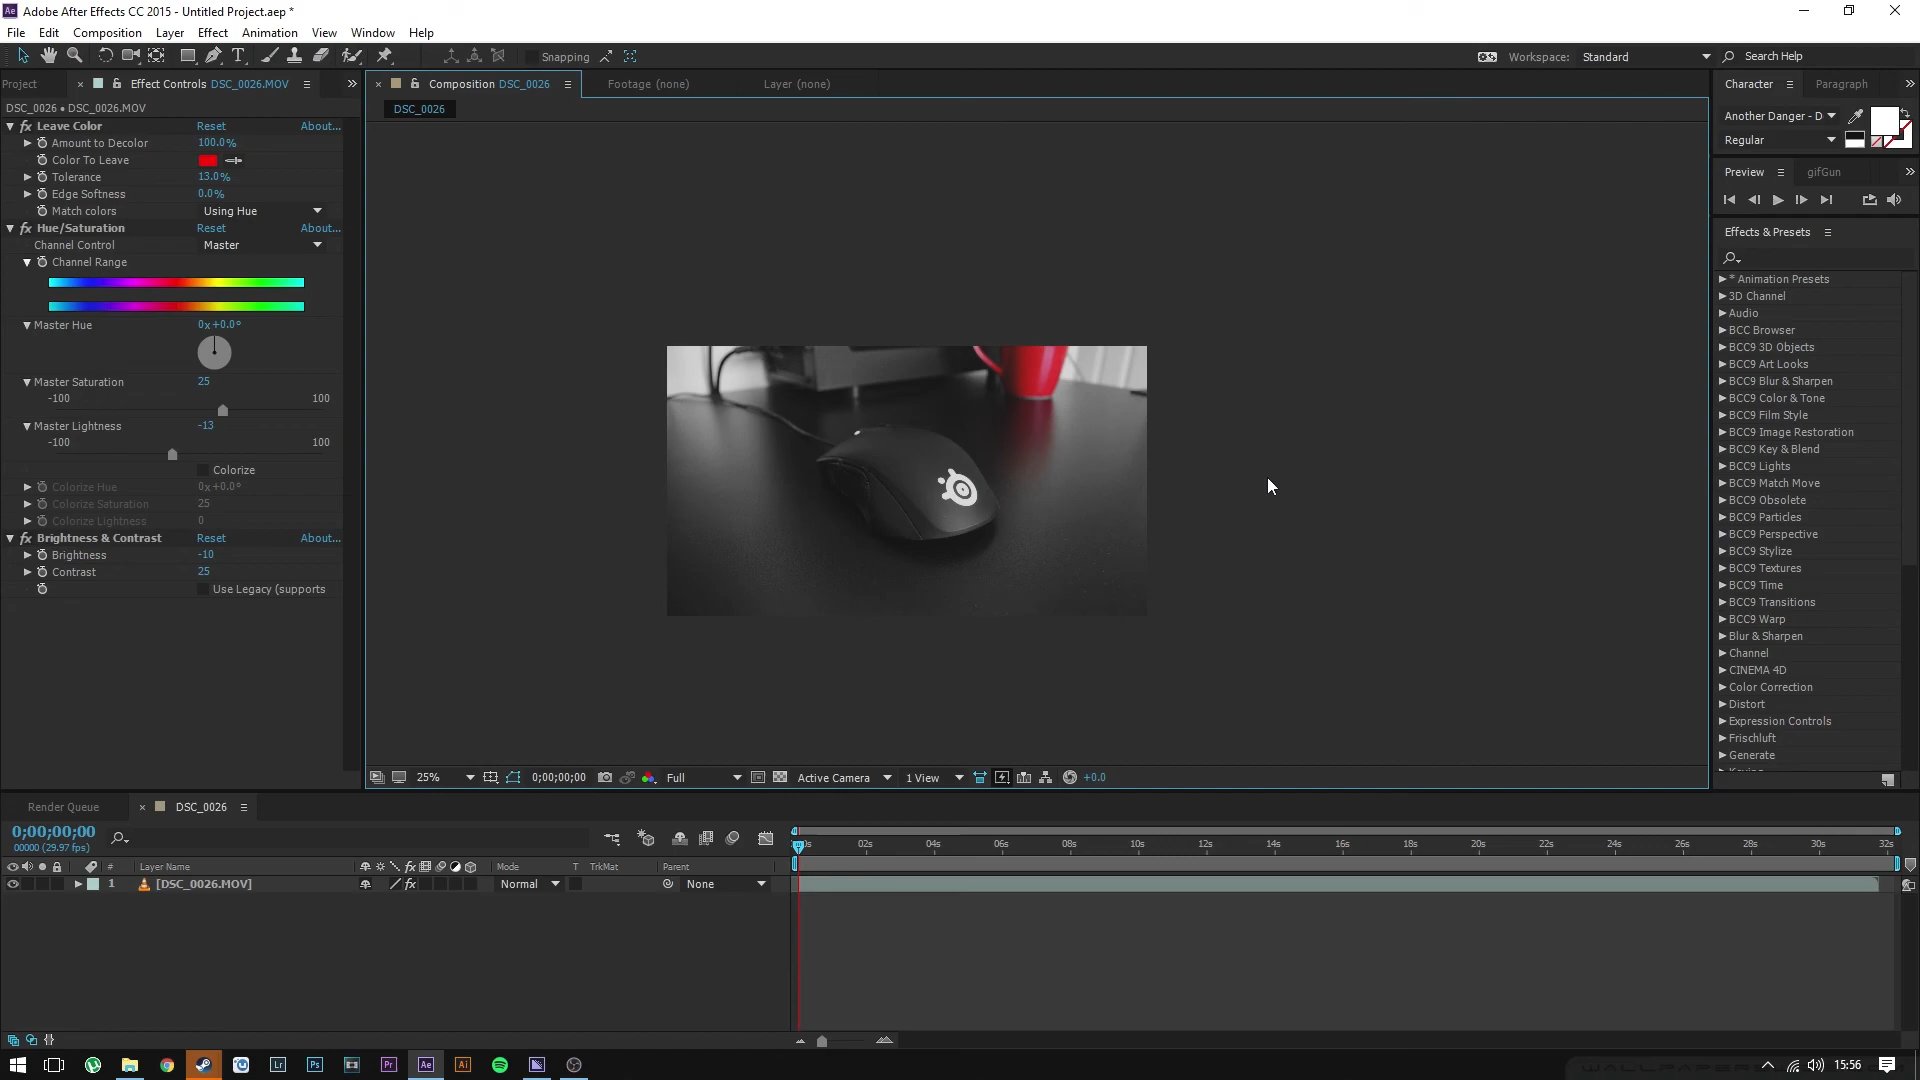 Ae Adobe After Effects CC 2015 - Untitled Project.aep *
File Edit Composition Layer Effect Animation View Window Help
T Snapping Workspace: Standard Search Help
Project Effect Controls DSC_0026.MOV Composition DSC_0026 Footage (none) Layer (none) Character Paragraph
DSC_0026 • DSC_0026.MOV DSC_0026
Another Danger - D
Regular
Leave Color Reset About...
Amount to Decolor 100.0%
Color To Leave
Tolerance 13.0%
Edge Softness 0.0%
Match colors Using Hue
Hue/Saturation Reset About...
Channel Control Master
Channel Range
Master Hue 0x+0.0°
Master Saturation 25
-100 100
Master Lightness -13
-100 100
Colorize
Colorize Hue 0x+0.0°
Colorize Saturation 25
Colorize Lightness 0
Brightness & Contrast Reset About...
Brightness -10
Contrast 25
Use Legacy (supports
Preview gifGun
Effects & Presets
* Animation Presets
3D Channel
Audio
BCC Browser
BCC9 3D Objects
BCC9 Art Looks
BCC9 Blur & Sharpen
BCC9 Color & Tone
BCC9 Film Style
BCC9 Image Restoration
BCC9 Key & Blend
BCC9 Lights
BCC9 Match Move
BCC9 Obsolete
BCC9 Particles
BCC9 Perspective
BCC9 Stylize
BCC9 Textures
BCC9 Time
BCC9 Transitions
BCC9 Warp
Blur & Sharpen
Channel
CINEMA 4D
Color Correction
Distort
Expression Controls
Frischluft
Generate
25% 0;00;00;00 Full Active Camera 1 View +0.0
Render Queue DSC_0026
0;00;00;00
00000 (29.97 fps)
02s 04s 06s 08s 10s 12s 14s 16s 18s 20s 22s 24s 26s 28s 30s 32s
# Layer Name Mode T TrkMat Parent
1 [DSC_0026.MOV] Normal None
Lr Ps Pr Ae Ai 15:56